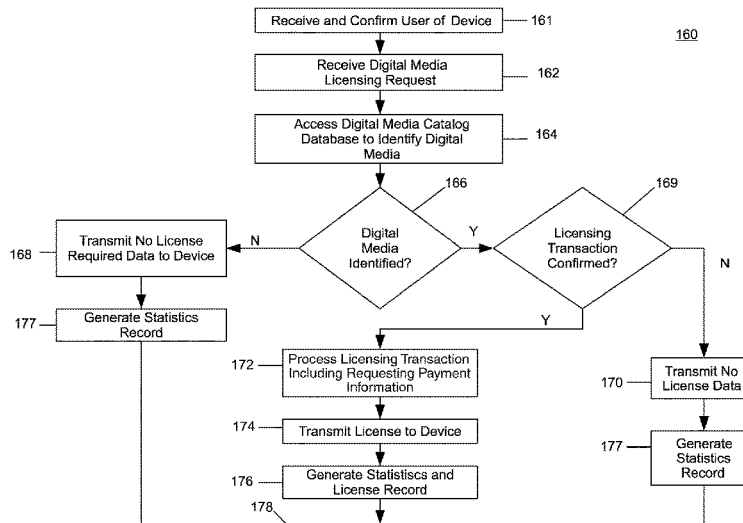 Receive and Confirm User of Device
161
160
Receive Digital Media
Licensing Request
162
Access Digital Media Catalog
Database to Identify Digital
Media
164
166
169
Digital
Media
Identified?
N
Y
Licensing
Transaction
Confirmed?
N
Y
168
Transmit No License
Required Data to Device
177
Generate Statistics
Record
172
Process Licensing Transaction
Including Requesting Payment
Information
170
Transmit No
License Data
174
Transmit License to Device
177
Generate
Statistics
Record
176
Generate Statistiscs and
License Record
178